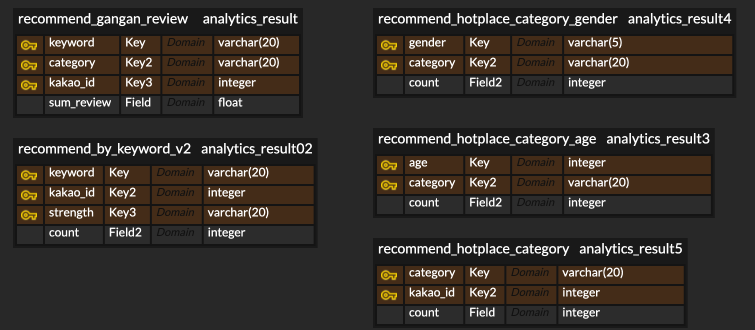 recommend_gangan_review analytics_result
keyword Key Domain varchar(20)
category Key2 Domain varchar(20)
kakao_id Key3 Domain integer
sum_review Field Domain float
recommend_by_keyword_v2 analytics_result02
keyword Key Domain varchar(20)
kakao_id Key2 Domain integer
strength Key3 Domain varchar(20)
count Field2 Domain integer
recommend_hotplace_category_gender analytics_result4
gender Key Domain varchar(5)
category Key2 Domain varchar(20)
count Field2 Domain integer
recommend_hotplace_category_age analytics_result3
age Key Domain integer
category Key2 Domain varchar(20)
count Field2 Domain integer
recommend_hotplace_category analytics_result5
category Key Domain varchar(20)
kakao_id Key2 Domain integer
count Field Domain integer